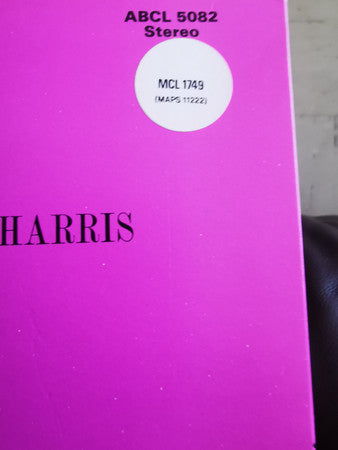 ABCL 5082
Stereo
MCL 1749
(MAPS 11222)
HARRIS